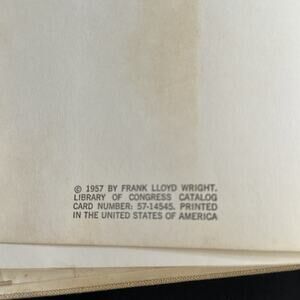 © 1957 BY FRANK LLOYD WRIGHT.
LIBRARY OF CONGRESS CATALOG
CARD NUMBER: 57-14545. PRINTED
IN THE UNITED STATES OF AMERICA